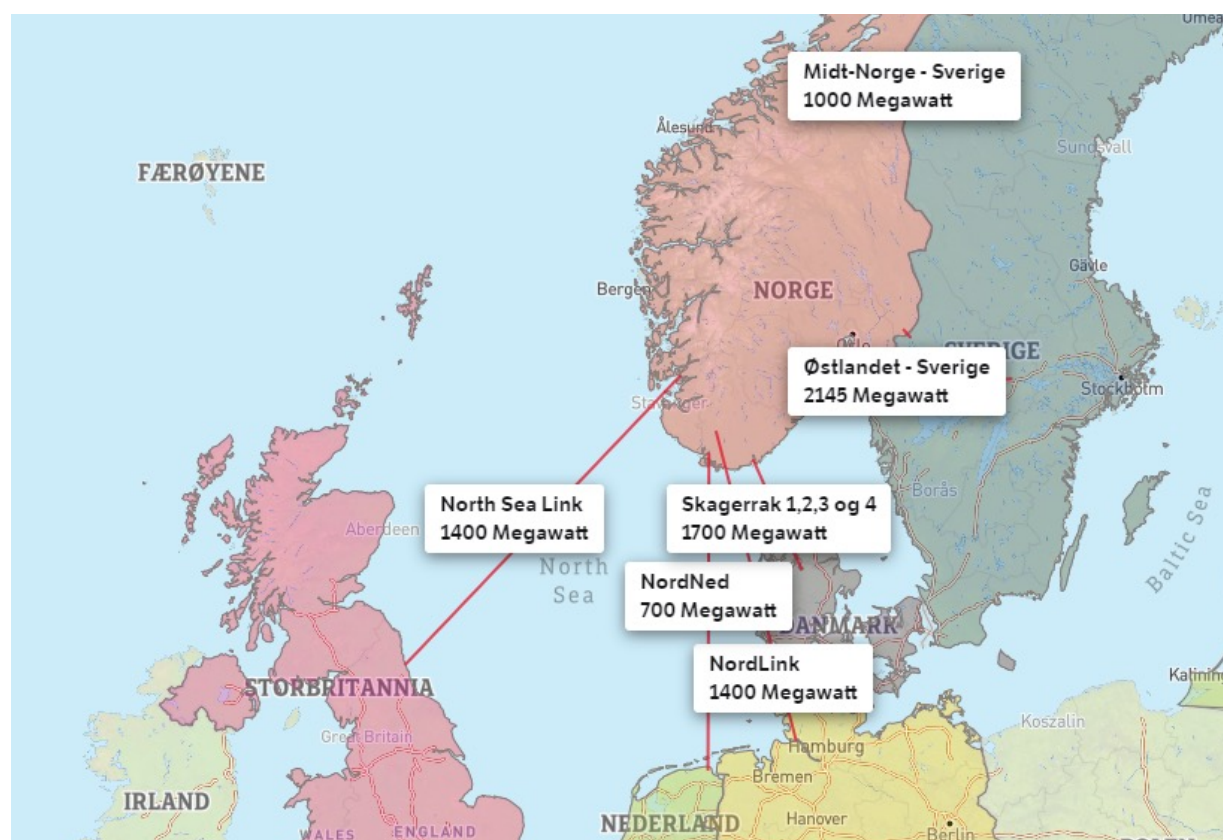 Umeå
Midt-Norge - Sverige
1000 Megawatt
Ålesund
Sundsvall
FÆRØYENE
Gävle
Bergen
NORGE
Oslo
SVERIGE
Østlandet - Sverige
2145 Megawatt
Stockholm
Stavanger
North Sea Link
1400 Megawatt
Skagerrak 1,2,3 og 4
1700 Megawatt
Borås
Aberdeen
North
Sea
Baltic Sea
NordNed
700 Megawatt
DANMARK
NordLink
1400 Megawatt
STORBRITANNIA
Great Britain
Koszalin
Hamburg
Bremen
IRLAND
Hanover
NEDERLAND
Berlin
WALES
ENGLAND